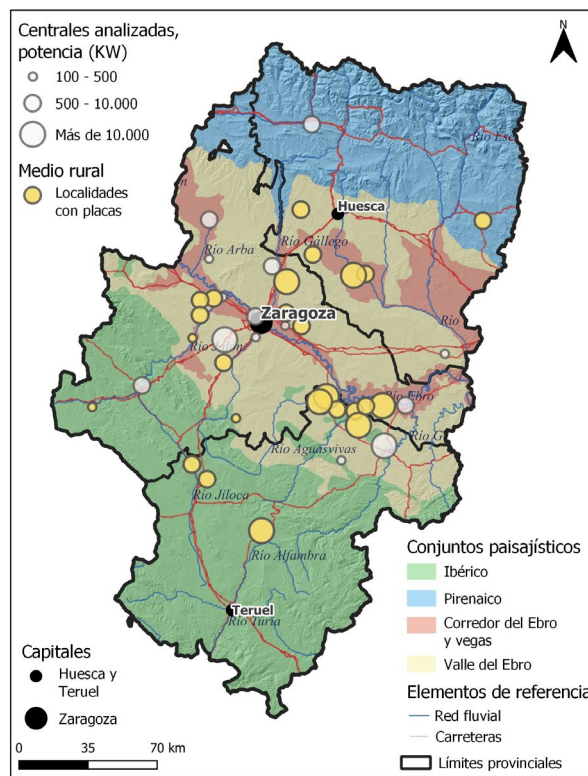 Centrales analizadas,
potencia (KW)
100 - 500
500 - 10.000
Más de 10.000
Medio rural
Localidades
con placas
N
Río Ese
Huesca
Río Arba
Río Gállego
Río
Zaragoza
Río Jalón
Río Ebro
Río G
Río Aguasvivas
Río Jiloca
Río Alfambra
Teruel
Río Turia
Capitales
Huesca y
Teruel
Zaragoza
0 35 70 km
Conjuntos paisajísticos
Ibérico
Pirenaico
Corredor del Ebro
y vegas
Valle del Ebro
Elementos de referencia
Red fluvial
Carreteras
Límites provinciales